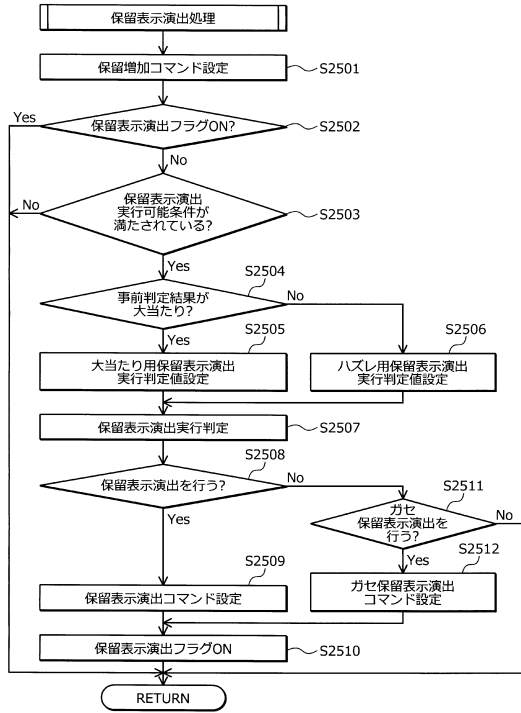 保留表示演出処理
保留増加コマンド設定
S2501
Yes
保留表示演出フラグON?
S2502
No
No
保留表示演出
実行可能条件が
満たされている?
S2503
Yes
S2504
事前判定結果が
大当たり?
No
Yes
S2505
S2506
大当たり用保留表示演出
実行判定値設定
ハズレ用保留表示演出
実行判定値設定
保留表示演出実行判定
S2507
S2508
保留表示演出を行う?
No
S2511
Yes
ガセ
保留表示演出を
行う?
No
Yes
S2509
S2512
保留表示演出コマンド設定
ガセ保留表示演出
コマンド設定
保留表示演出フラグON
S2510
RETURN